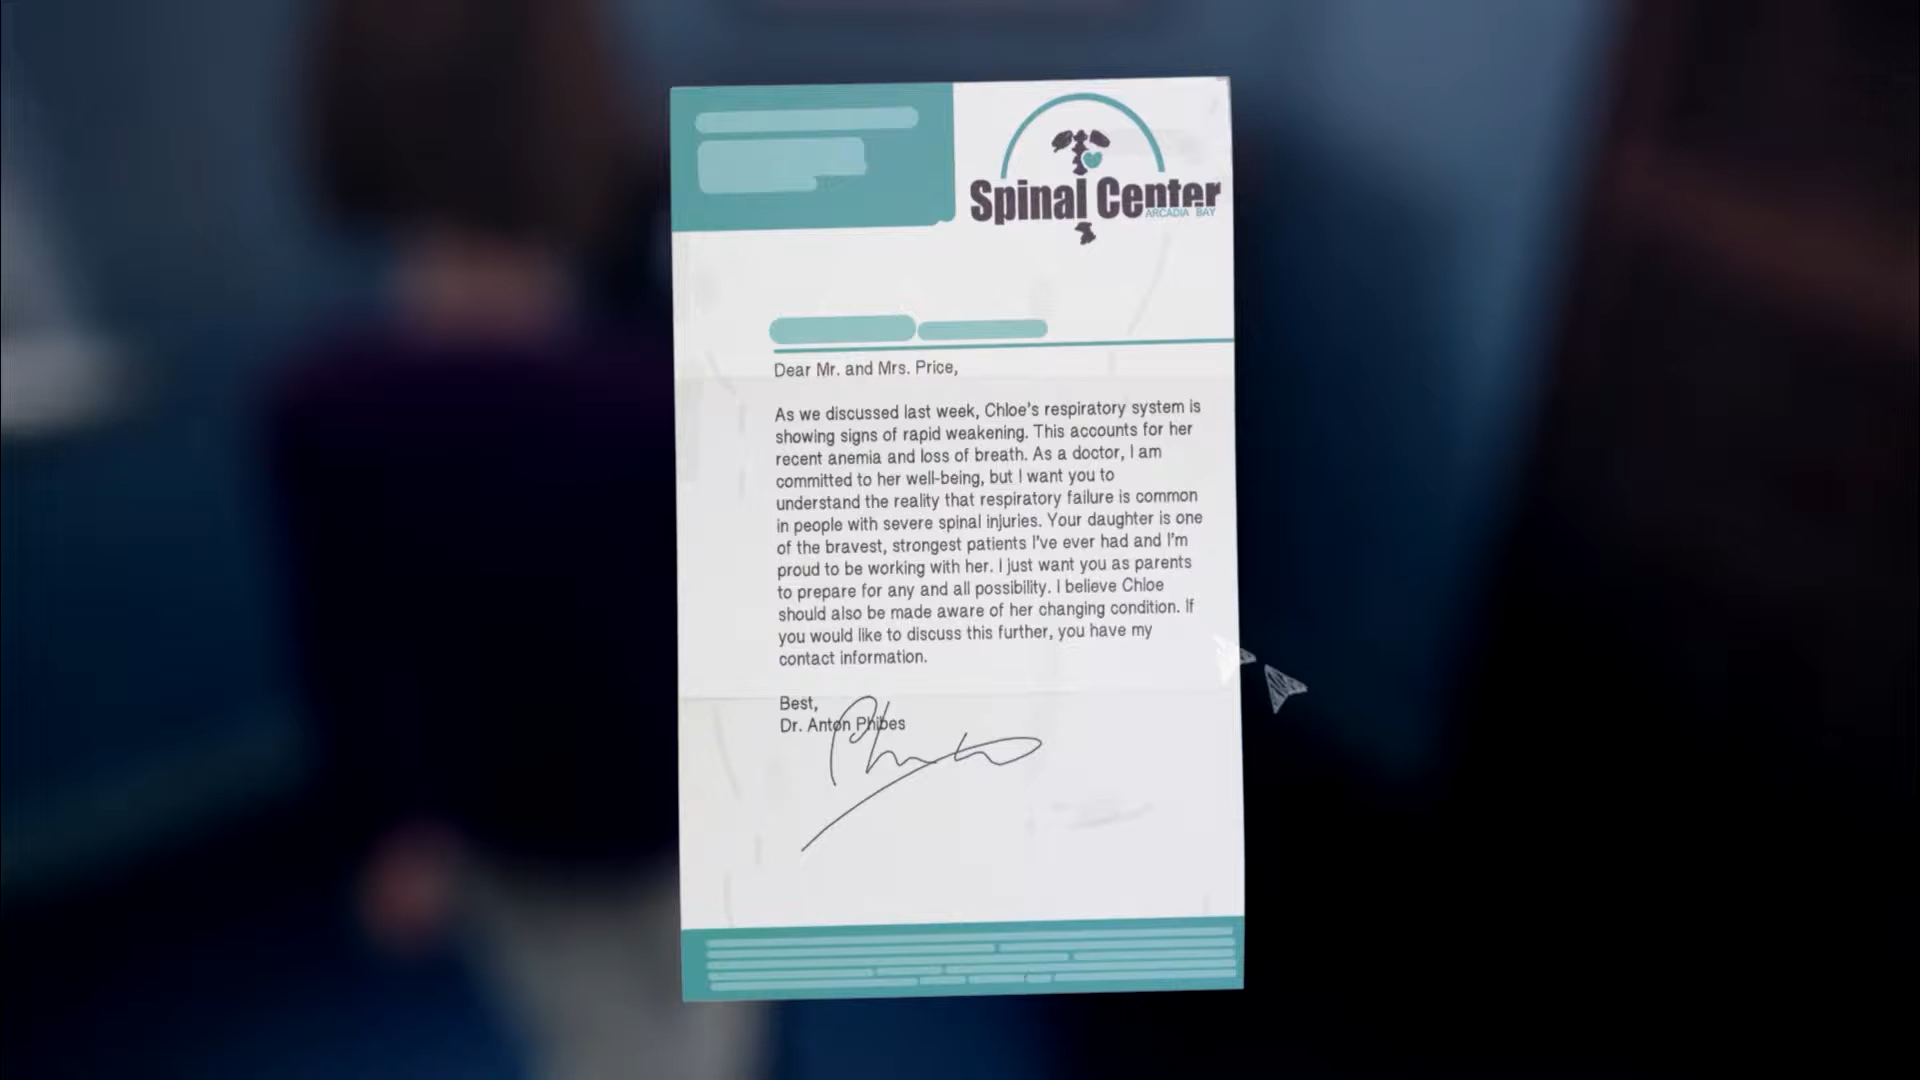 Spinal Center
ARCADIA BAY
Dear Mr. and Mrs. Price,
As we discussed last week, Chloe's respiratory system is
showing signs of rapid weakening. This accounts for her
recent anemia and loss of breath. As a doctor, I am
committed to her well-being, but I want you to
understand the reality that respiratory failure is common
in people with severe spinal injuries. Your daughter is one
of the bravest, strongest patients I've ever had and I'm
proud to be working with her. I just want you as parents
to prepare for any and all possibility. I believe Chloe
should also be made aware of her changing condition. If
you would like to discuss this further, you have my
contact information.
Best,
Dr. Anton Phibes